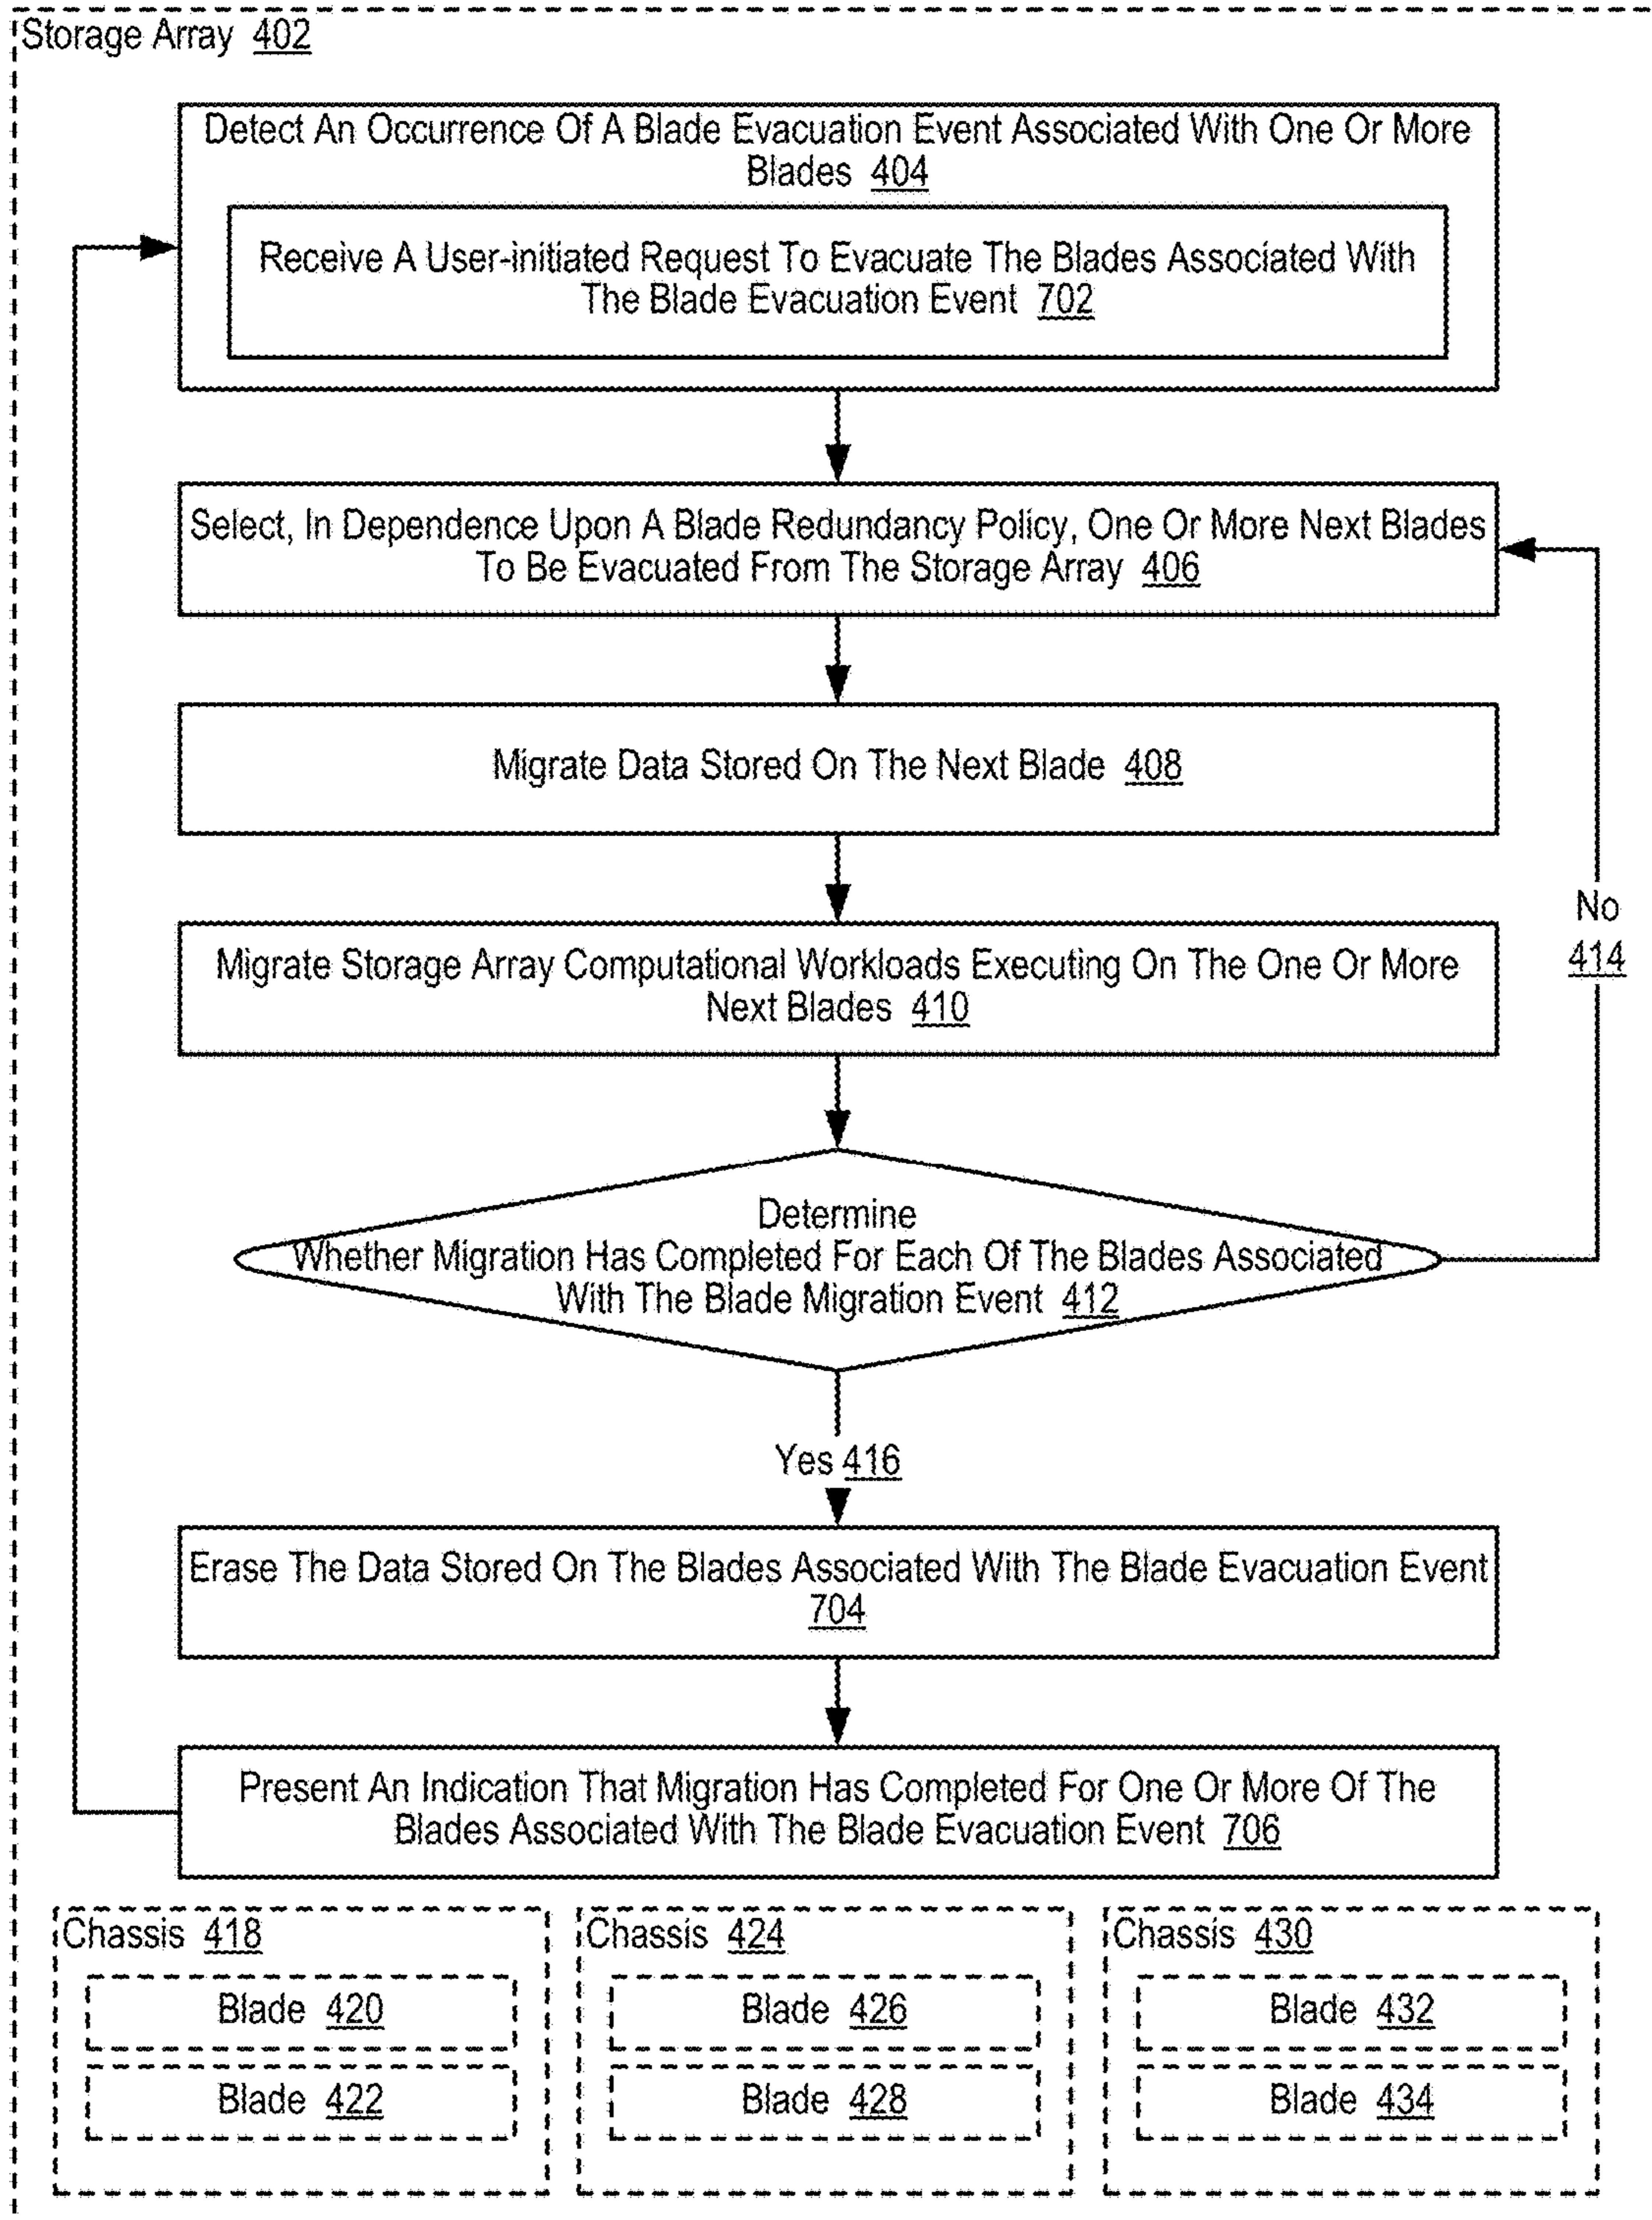 Storage Array 402
Detect An Occurrence Of A Blade Evacuation Event Associated With One Or More
Blades 404
Receive A User-initiated Request To Evacuate The Blades Associated With
The Blade Evacuation Event 702
Select, In Dependence Upon A Blade Redundancy Policy, One Or More Next Blades
To Be Evacuated From The Storage Array 406
Migrate Data Stored On The Next Blade 408
No
414
Migrate Storage Array Computational Workloads Executing On The One Or More
Next Blades 410
Determine
Whether Migration Has Completed For Each Of The Blades Associated
With The Blade Migration Event 412
Yes 416
Erase The Data Stored On The Blades Associated With The Blade Evacuation Event
704
Present An Indication That Migration Has Completed For One Or More Of The
Blades Associated With The Blade Evacuation Event 706
Chassis 418
Blade 420
Blade 422
Chassis 424
Blade 426
Blade 428
Chassis 430
Blade 432
Blade 434